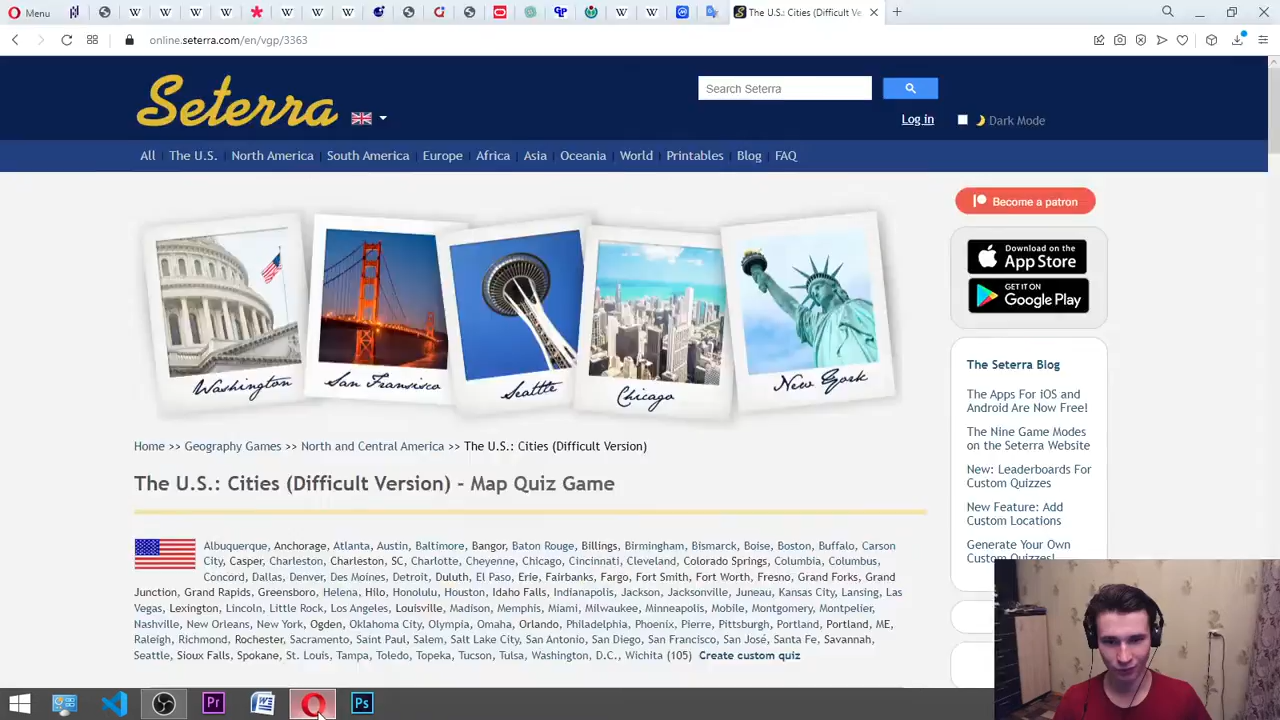 Menu
The U.S.: Cities (Difficult Ve
online.seterra.com/en/vgp/3363
Seterra
Search Seterra
Log in
Dark Mode
All The U.S. North America South America Europe Africa Asia Oceania World Printables Blog FAQ
Washington
San Fransisco
Seattle
Chicago
New York
Become a patron
Download on the
App Store
GET IT ON
Google Play
The Seterra Blog
The Apps For iOS and
Android Are Now Free!
The Nine Game Modes
on the Seterra Website
New: Leaderboards For
Custom Quizzes
New Feature: Add
Custom Locations
Generate Your Own
Custom Quizzes!
Home >> Geography Games >> North and Central America >> The U.S.: Cities (Difficult Version)
The U.S.: Cities (Difficult Version) - Map Quiz Game
Albuquerque, Anchorage, Atlanta, Austin, Baltimore, Bangor, Baton Rouge, Billings, Birmingham, Bismarck, Boise, Boston, Buffalo, Carson
City, Casper, Charleston, Charleston, SC, Charlotte, Cheyenne, Chicago, Cincinnati, Cleveland, Colorado Springs, Columbia, Columbus,
Concord, Dallas, Denver, Des Moines, Detroit, Duluth, El Paso, Erie, Fairbanks, Fargo, Fort Smith, Fort Worth, Fresno, Grand Forks, Grand
Junction, Grand Rapids, Greensboro, Helena, Hilo, Honolulu, Houston, Idaho Falls, Indianapolis, Jackson, Jacksonville, Juneau, Kansas City, Lansing, Las
Vegas, Lexington, Lincoln, Little Rock, Los Angeles, Louisville, Madison, Memphis, Miami, Milwaukee, Minneapolis, Mobile, Montgomery, Montpelier,
Nashville, New Orleans, New York, Ogden, Oklahoma City, Olympia, Omaha, Orlando, Philadelphia, Phoenix, Pierre, Pittsburgh, Portland, Portland, ME,
Raleigh, Richmond, Rochester, Sacramento, Saint Paul, Salem, Salt Lake City, San Antonio, San Diego, San Francisco, San José, Santa Fe, Savannah,
Seattle, Sioux Falls, Spokane, St. Louis, Tampa, Toledo, Topeka, Tucson, Tulsa, Washington, D.C., Wichita (105) Create custom quiz
Pr
Ps